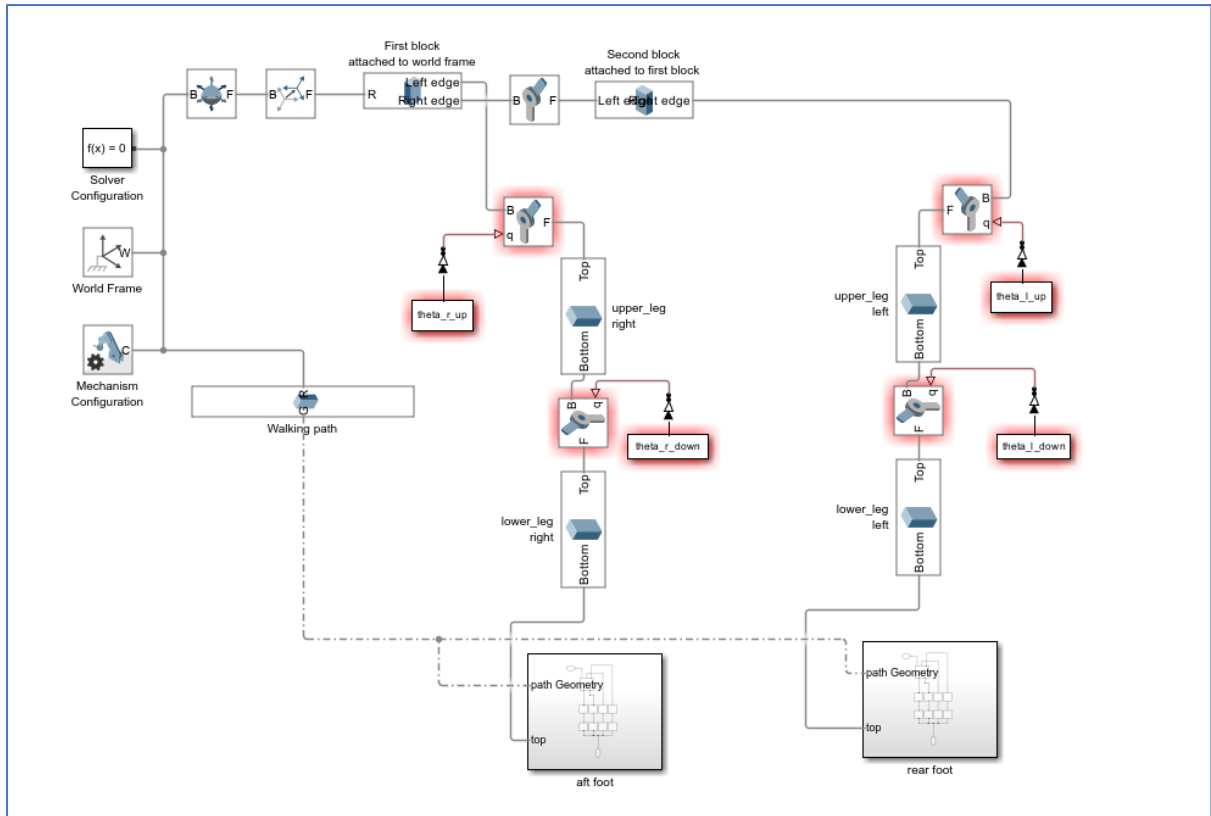 First block
attached to world frame
Second block
attached to first block
B F
B F
R
Left edge
Right edge
B F
Left edge
Right edge
f(x) = 0
Solver
Configuration
W
World Frame
C
Mechanism
Configuration
R
G
Walking path
B
q
F
theta_r_up
Top
Bottom
upper_leg
right
B
q
F
theta_r_down
Top
Bottom
lower_leg
right
F
B
q
theta_l_up
Top
Bottom
upper_leg
left
B
q
F
theta_l_down
Top
Bottom
lower_leg
left
path Geometry
top
aft foot
path Geometry
top
rear foot